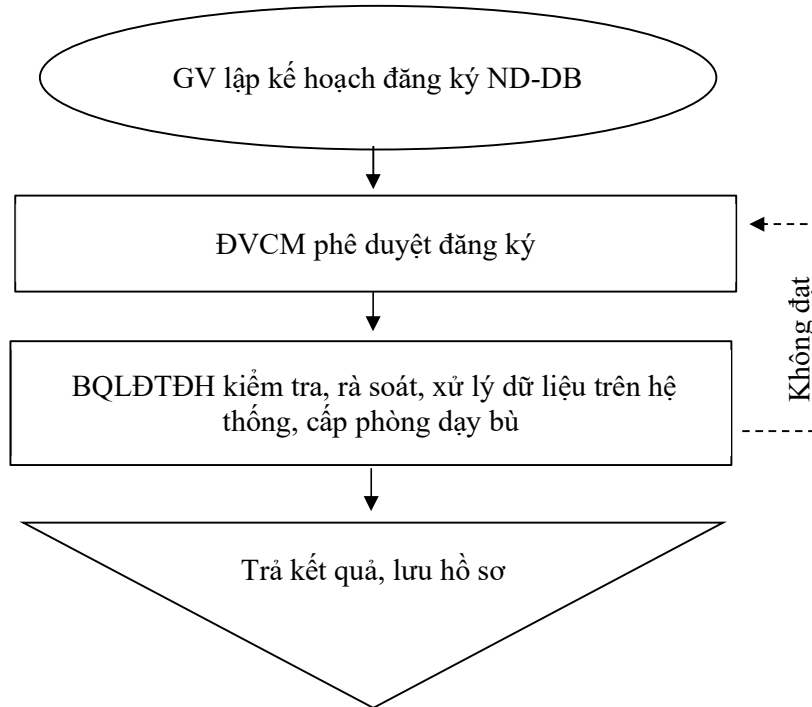 GV lập kế hoạch đăng ký ND-DB
ĐVCM phê duyệt đăng ký
Không đạt
BQLĐTĐH kiểm tra, rà soát, xử lý dữ liệu trên hệ
thống, cấp phòng dạy bù
Trả kết quả, lưu hồ sơ